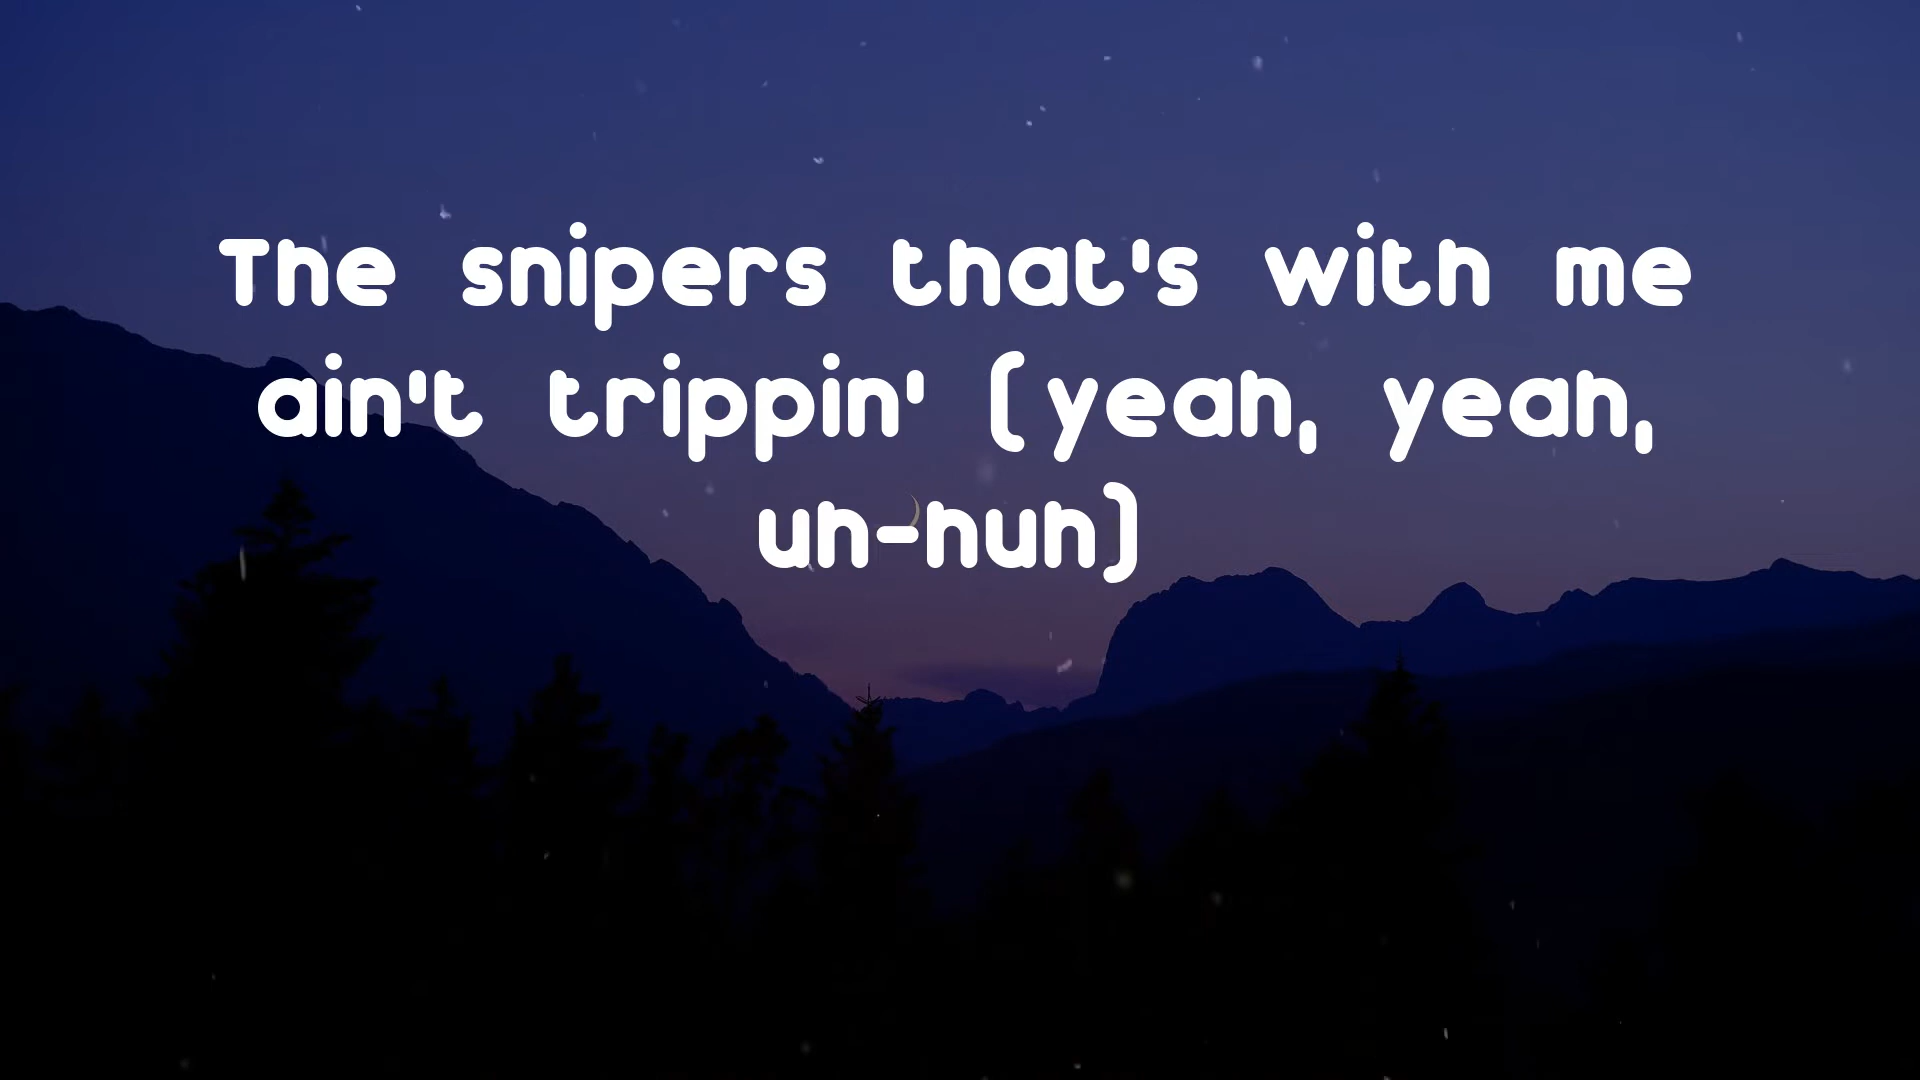 The snipers that's with me
ain't trippin' (yeah, yeah,
uh-huh)